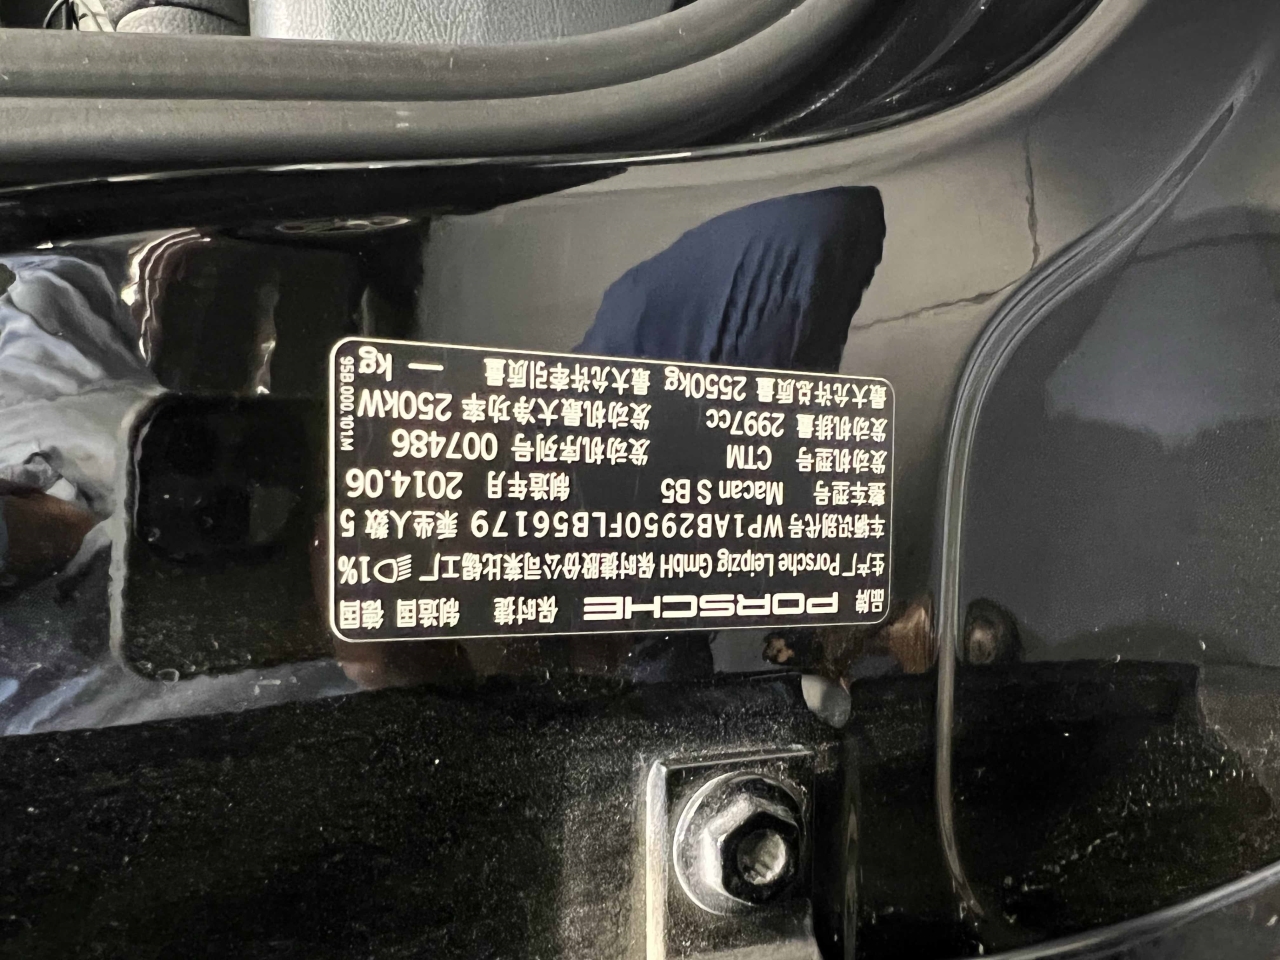 品牌 PORSCHE 保时捷 制造国 德国
生产厂 Porsche Leipzig GmbH 保时捷股份公司莱比锡工厂 1%
车辆识别代号 WP1AB2950FLB56179 乘坐人数 5
整车型号 Macan S B5 制造年月 2014.06
发动机型号 CTM 发动机序列号 007486
发动机排量 2997cc 发动机最大净功率 250kW
最大允许总质量 2550kg 最大允许牵引质量 — kg
95B.000.101.M